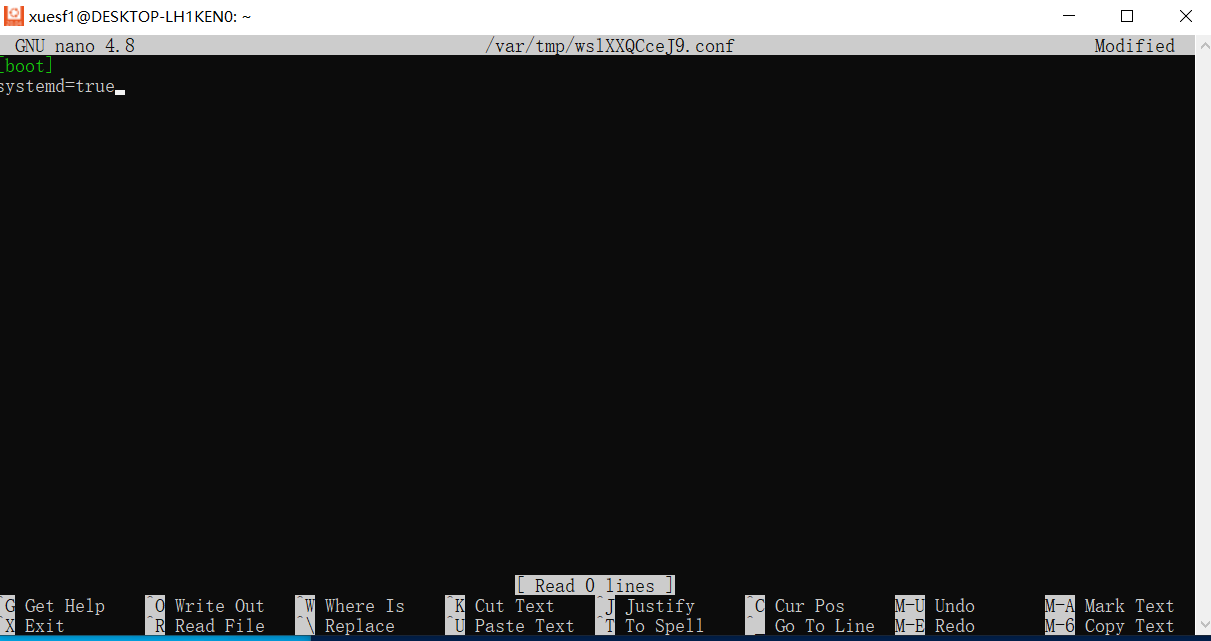 xuesf1@DESKTOP-LH1KEN0: ~
GNU nano 4.8 /var/tmp/wslXXQCceJ9.conf Modified
[boot]
systemd=true
[ Read 0 lines ]
^G Get Help ^O Write Out ^W Where Is ^K Cut Text ^J Justify ^C Cur Pos M-U Undo M-A Mark Text
^X Exit ^R Read File ^\ Replace ^U Paste Text ^T To Spell ^_ Go To Line M-E Redo M-6 Copy Text